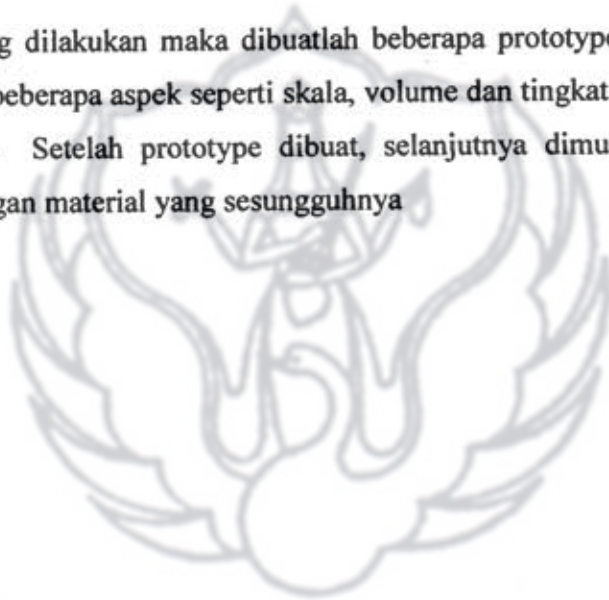 g dilakukan maka dibuatlah beberapa prototype
beberapa aspek seperti skala, volume dan tingkat
Setelah prototype dibuat, selanjutnya dimu
gan material yang sesungguhnya